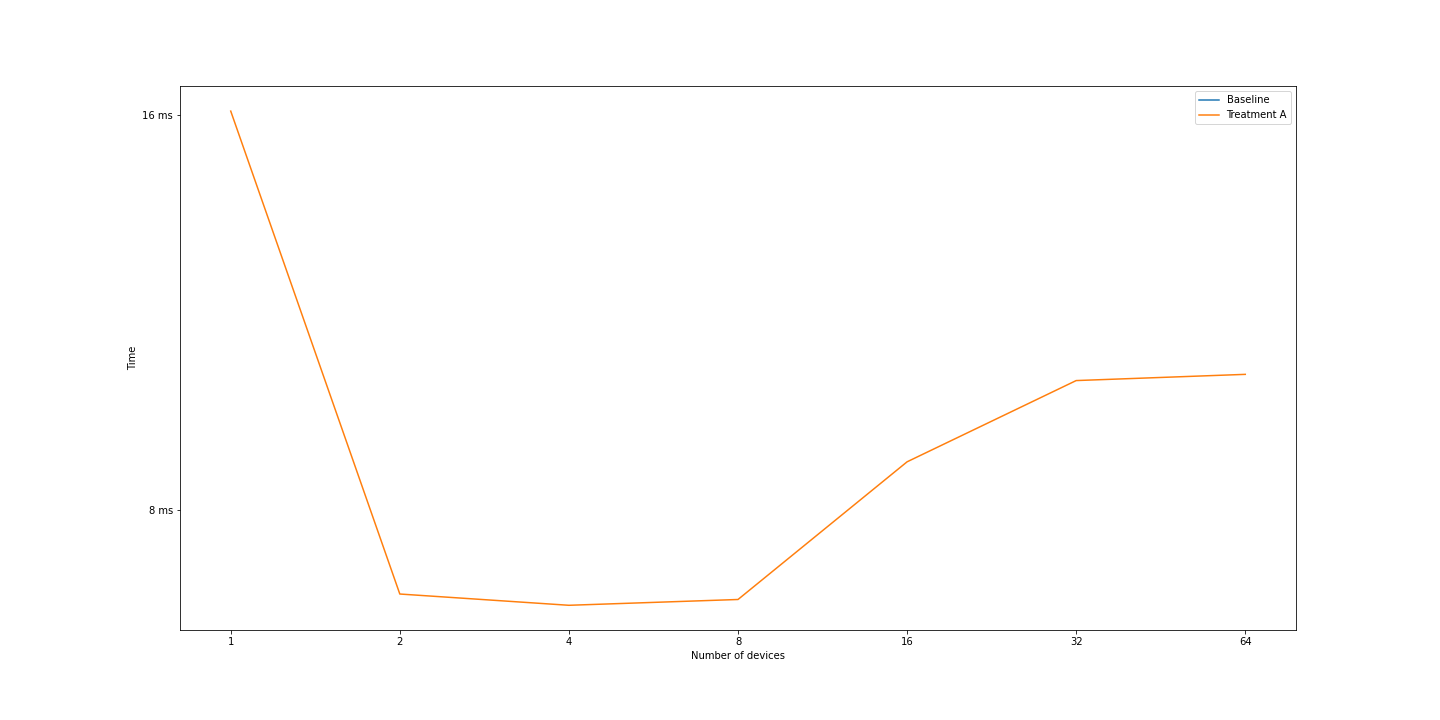 Baseline
Treatment A
16 ms
8 ms
Time
1 2 4 8 16 32 64
Number of devices